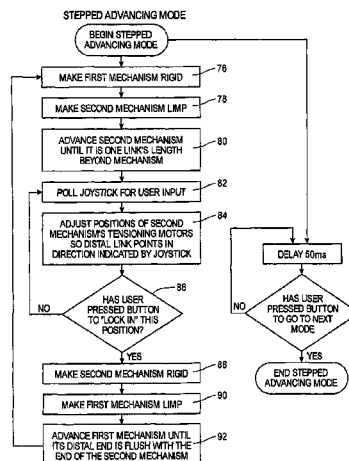 STEPPED ADVANCING MODE
BEGIN STEPPED
ADVANCING MODE
MAKE FIRST MECHANISM RIGID
76
MAKE SECOND MECHANISM LIMP
78
ADVANCE SECOND MECHANISM
UNTIL IT IS ONE LINK'S LENGTH
BEYOND MECHANISM
80
POLL JOYSTICK FOR USER INPUT
82
ADJUST POSITIONS OF SECOND
MECHANISM'S TENSIONING MOTORS
SO DISTAL LINK POINTS IN
DIRECTION INDICATED BY JOYSTICK
84
HAS USER
PRESSED BUTTON
TO "LOCK IN" THIS
POSITION?
86
NO
YES
MAKE SECOND MECHANISM RIGID
88
MAKE FIRST MECHANISM LIMP
90
ADVANCE FIRST MECHANISM UNTIL
ITS DISTAL END IS FLUSH WITH THE
END OF THE SECOND MECHANISM
92
DELAY 50ms
HAS USER
PRESSED BUTTON
TO GO TO NEXT
MODE?
NO
YES
END STEPPED
ADVANCING MODE